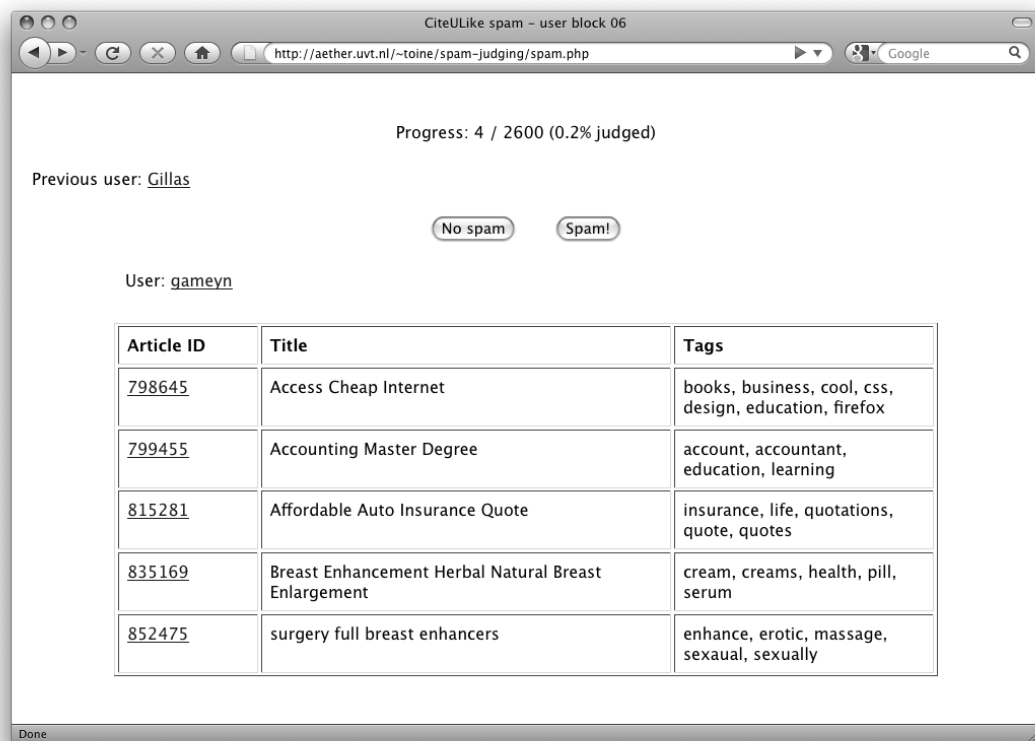 CiteULike spam – user block 06
http://aether.uvt.nl/~toine/spam-judging/spam.php
Google
Progress: 4 / 2600 (0.2% judged)
Previous user: Gillas
No spam
Spam!
User: gameyn
Article ID
Title
Tags
798645
Access Cheap Internet
books, business, cool, css,
design, education, firefox
799455
Accounting Master Degree
account, accountant,
education, learning
815281
Affordable Auto Insurance Quote
insurance, life, quotations,
quote, quotes
835169
Breast Enhancement Herbal Natural Breast
Enlargement
cream, creams, health, pill,
serum
852475
surgery full breast enhancers
enhance, erotic, massage,
sexaual, sexually
Done